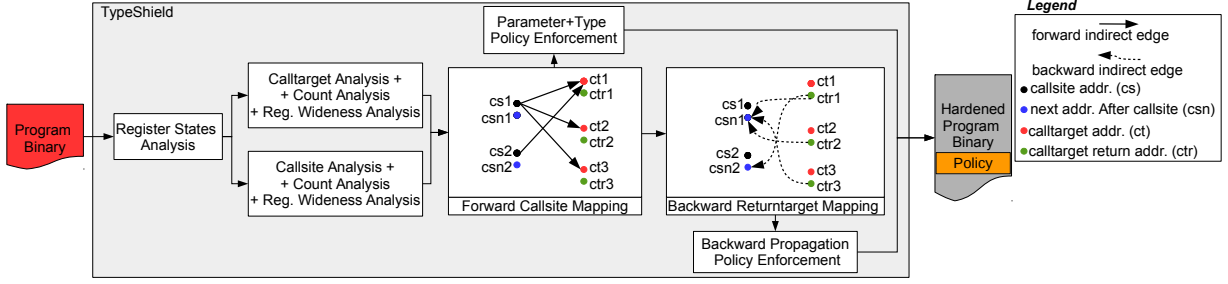 TypeShield
Program
Binary
Register States
Analysis
Calltarget Analysis +
+ Count Analysis
+ Reg. Wideness Analysis
Callsite Analysis +
+ Count Analysis
+ Reg. Wideness Analysis
Parameter+Type
Policy Enforcement
cs1
csn1
cs2
csn2
ct1
ctr1
ct2
ctr2
ct3
ctr3
Forward Callsite Mapping
cs1
csn1
cs2
csn2
ct1
ctr1
ct2
ctr2
ct3
ctr3
Backward Returntarget Mapping
Backward Propagation
Policy Enforcement
Hardened
Program
Binary
Policy
Legend
forward indirect edge
backward indirect edge
callsite addr. (cs)
next addr. After callsite (csn)
calltarget addr. (ct)
calltarget return addr. (ctr)